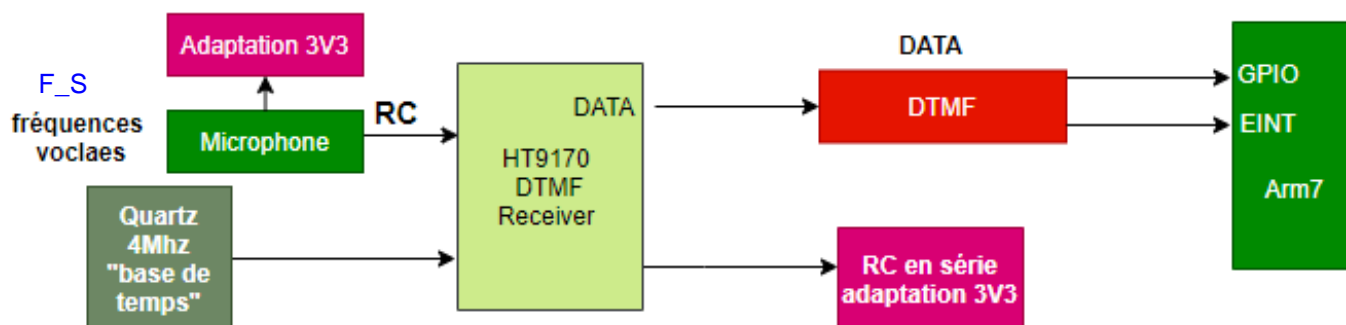 Adaptation 3V3
F_S
fréquences
voclaes
Microphone
RC
Quartz
4Mhz
"base de
temps"
DATA
HT9170
DTMF
Receiver
DATA
DTMF
RC en série
adaptation 3V3
GPIO
EINT
Arm7